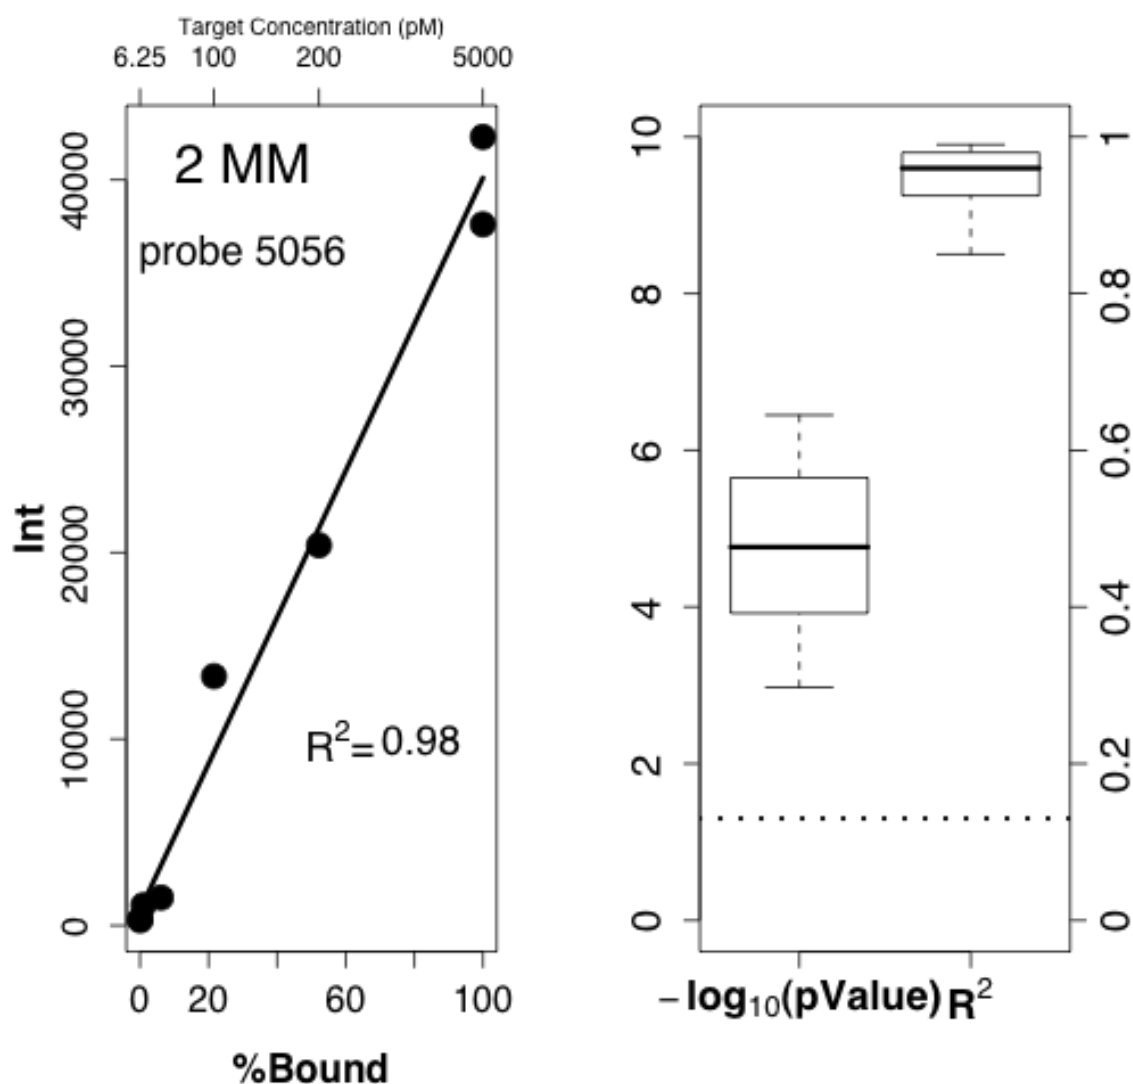 Target Concentration (pM)
6.25 100 200 5000
2 MM
probe 5056
R²= 0.98
Int
0 10000 20000 30000 40000
0 20 60 100
%Bound
0 2 4 6 8 10
0 0.2 0.4 0.6 0.8 1
−log₁₀(pValue) R²